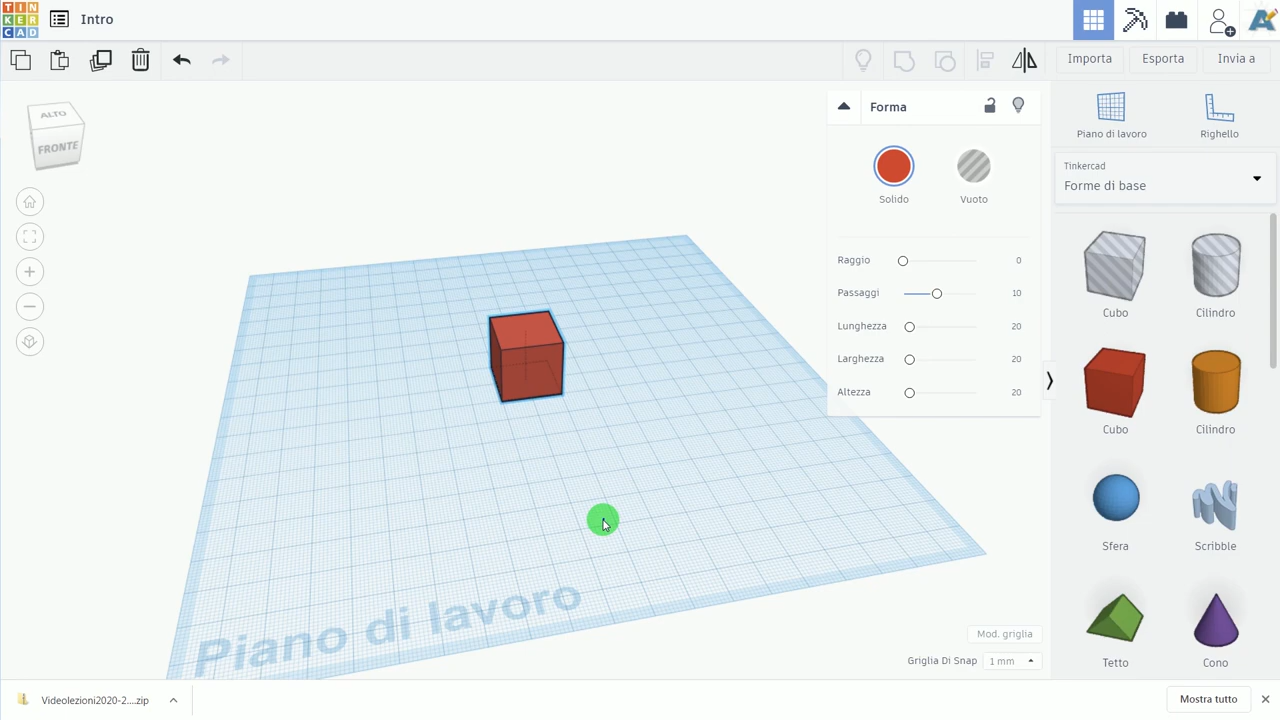 TIN
KER
CAD
Intro
Importa
Esporta
Invia a
ALTO
FRONTE
Forma
Solido
Vuoto
Raggio 0
Passaggi 10
Lunghezza 20
Larghezza 20
Altezza 20
Piano di lavoro
Righello
Tinkercad
Forme di base
Cubo
Cilindro
Cubo
Cilindro
Sfera
Scribble
Tetto
Cono
Piano di lavoro
Mod. griglia
Griglia Di Snap 1 mm
Videolezioni2020-2....zip
Mostra tutto